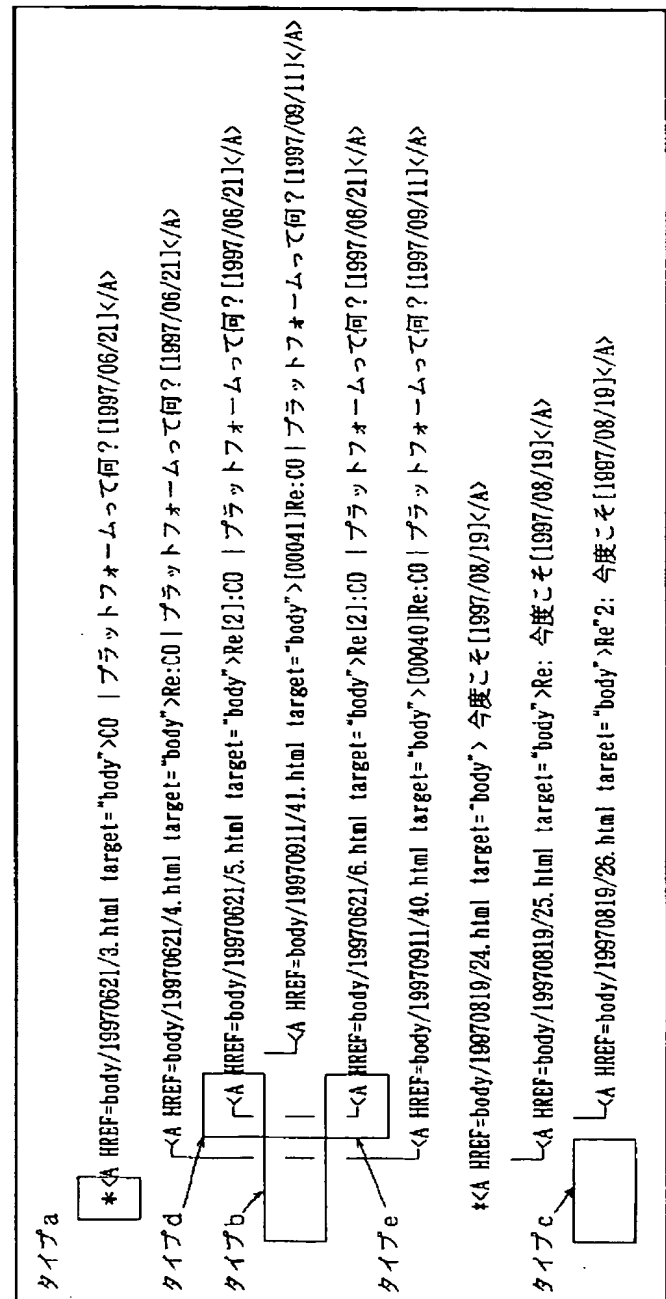 タイプa
*<A HREF=body/19970621/3.html target="body">CO ｜プラットフォームって何?[1997/06/21]</A>
<A HREF=body/19970621/4.html target="body">Re:CO｜プラットフォームって何?[1997/06/21]</A>
タイプd
<A HREF=body/19970621/5.html target="body">Re[2]:CO ｜プラットフォームって何?[1997/06/21]</A>
タイプb
<A HREF=body/19970911/41.html target="body">[00041]Re:CO｜プラットフォームって何?[1997/09/11]</A>
<A HREF=body/19970621/6.html target="body">Re[2]:CO ｜プラットフォームって何?[1997/06/21]</A>
タイプe
<A HREF=body/19970911/40.html target="body">[00040]Re:CO｜プラットフォームって何?[1997/09/11]</A>
*<A HREF=body/19970819/24.html target="body"> 今度こそ[1997/08/19]</A>
<A HREF=body/19970819/25.html target="body">Re: 今度こそ[1997/08/19]</A>
タイプc
<A HREF=body/19970819/26.html target="body">Re^2: 今度こそ[1997/08/19]</A>